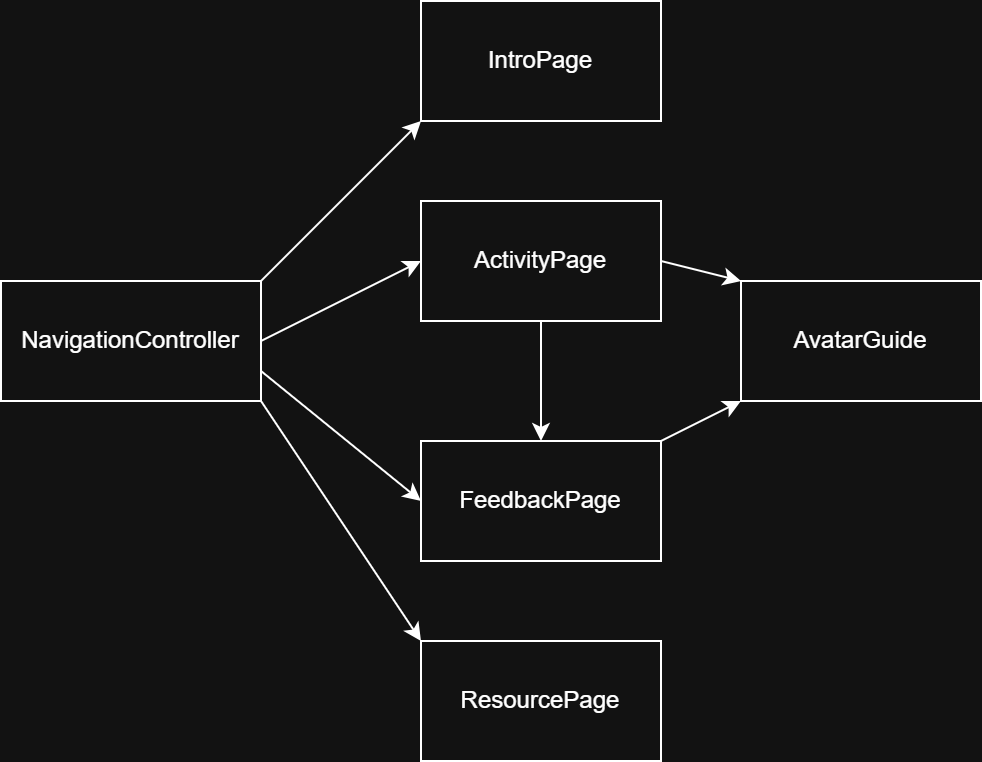 IntroPage
ActivityPage
NavigationController
AvatarGuide
FeedbackPage
ResourcePage